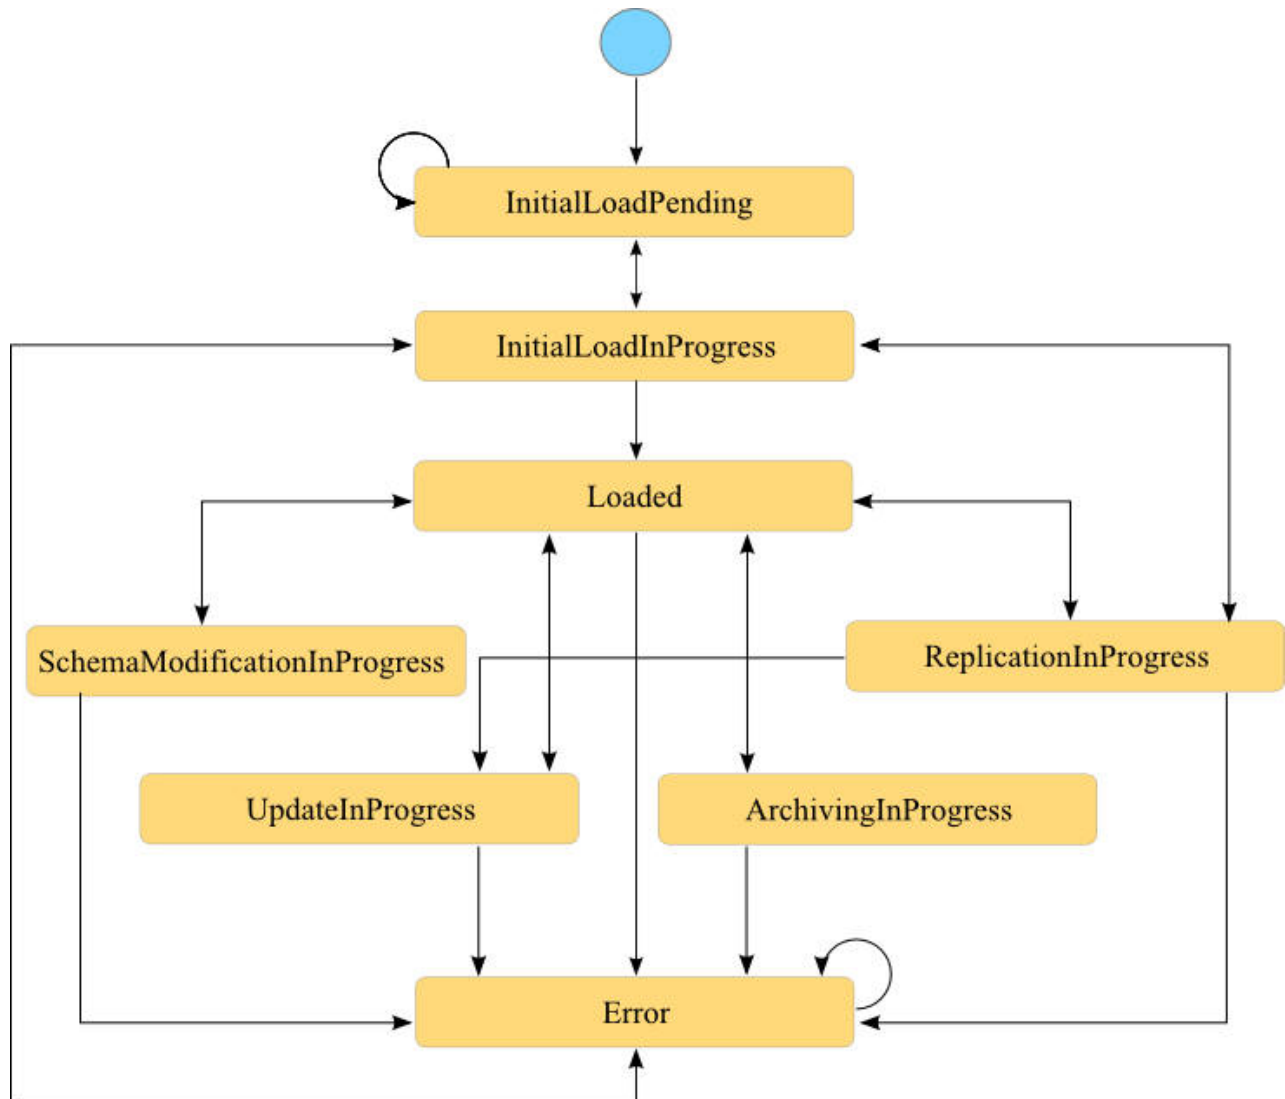 InitialLoadPending
InitialLoadInProgress
Loaded
SchemaModificationInProgress
ReplicationInProgress
UpdateInProgress
ArchivingInProgress
Error